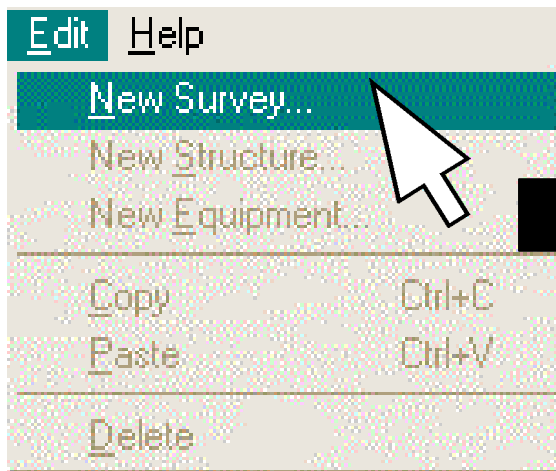 Edit Help
New Survey...
New Structure...
New Equipment...
Copy Ctrl+C
Paste Ctrl+V
Delete